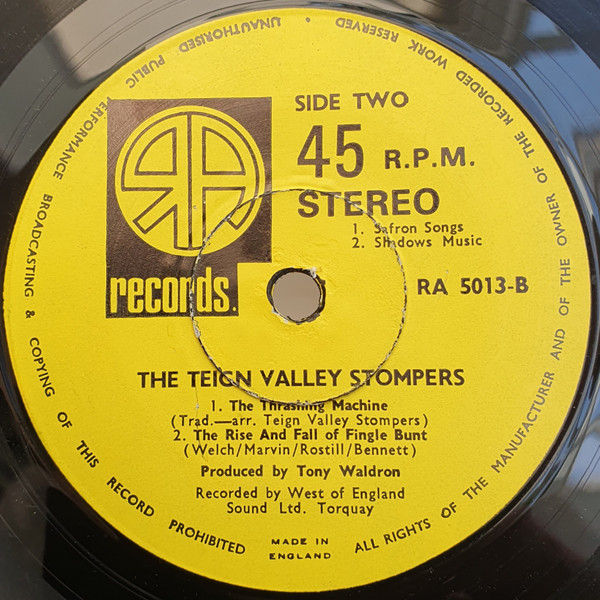 SIDE TWO
45 R.P.M.
STEREO
1. Safron Songs
2. Shadows Music
RA
records.
RA 5013-B
THE TEIGN VALLEY STOMPERS
1. The Thrashing Machine
(Trad.—arr. Teign Valley Stompers)
2. The Rise And Fall of Fingle Bunt
(Welch/Marvin/Rostill/Bennett)
Produced by Tony Waldron
Recorded by West of England
Sound Ltd. Torquay
MADE IN
ENGLAND
ALL RIGHTS OF THE MANUFACTURER AND OF THE OWNER OF THE RECORDED WORK RESERVED • UNAUTHORISED PUBLIC PERFORMANCE BROADCASTING & COPYING OF THIS RECORD PROHIBITED